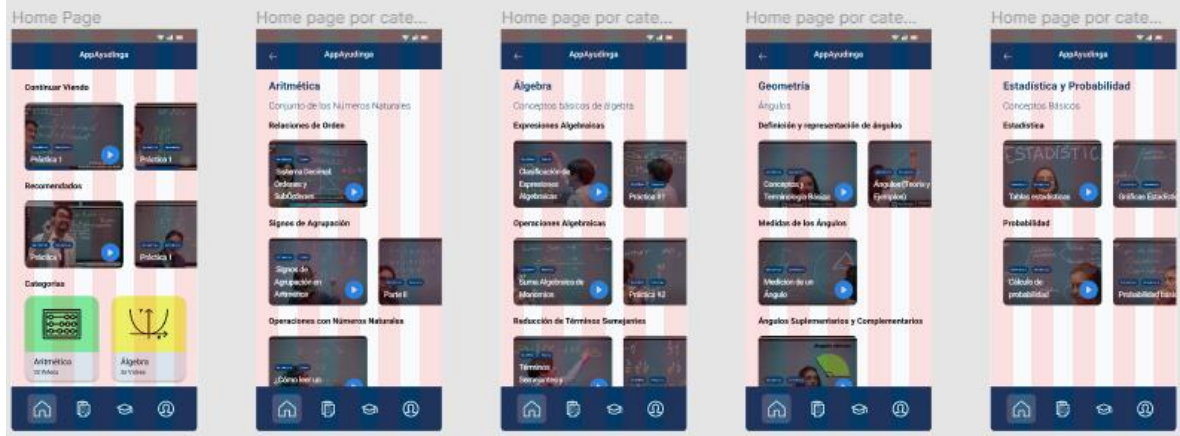 Home Page
AppAyudinga
Continuar Viendo
Práctica 1
Práctica 1
Recomendados
Práctica 1
Práctica 1
Categorías
Aritmética
Álgebra
Home page por cate...
AppAyudinga
Aritmética
Conjunto de los Números Naturales
Relaciones de Orden
Sistema Decimal:
Órdenes y
SubÓrdenes
Signos de Agrupación
Signos de
Agrupación en
Aritmética
Parte II
Operaciones con Números Naturales
¿Cómo leer un
Home page por cate...
AppAyudinga
Álgebra
Conceptos básicos de álgebra
Expresiones Algebraicas
Clasificación de
Expresiones
Algebraicas
Práctica #1
Operaciones Algebraicas
Suma Algebraica de
Monomios
Práctica #2
Reducción de Términos Semejantes
Términos
Semejantes y
Home page por cate...
AppAyudinga
Geometría
Ángulos
Definición y representación de ángulos
Conceptos y
Terminología Básica
Ángulos (Teoría y
Ejemplos)
Medidas de los Ángulos
Medición de un
Ángulo
Ángulos Suplementarios y Complementarios
Home page por cate...
AppAyudinga
Estadística y Probabilidad
Conceptos Básicos
Estadística
ESTADÍSTIC
Tablas estadísticas
Gráficas Estadístic
Probabilidad
Cálculo de
probabilidad
Probabilidad bási